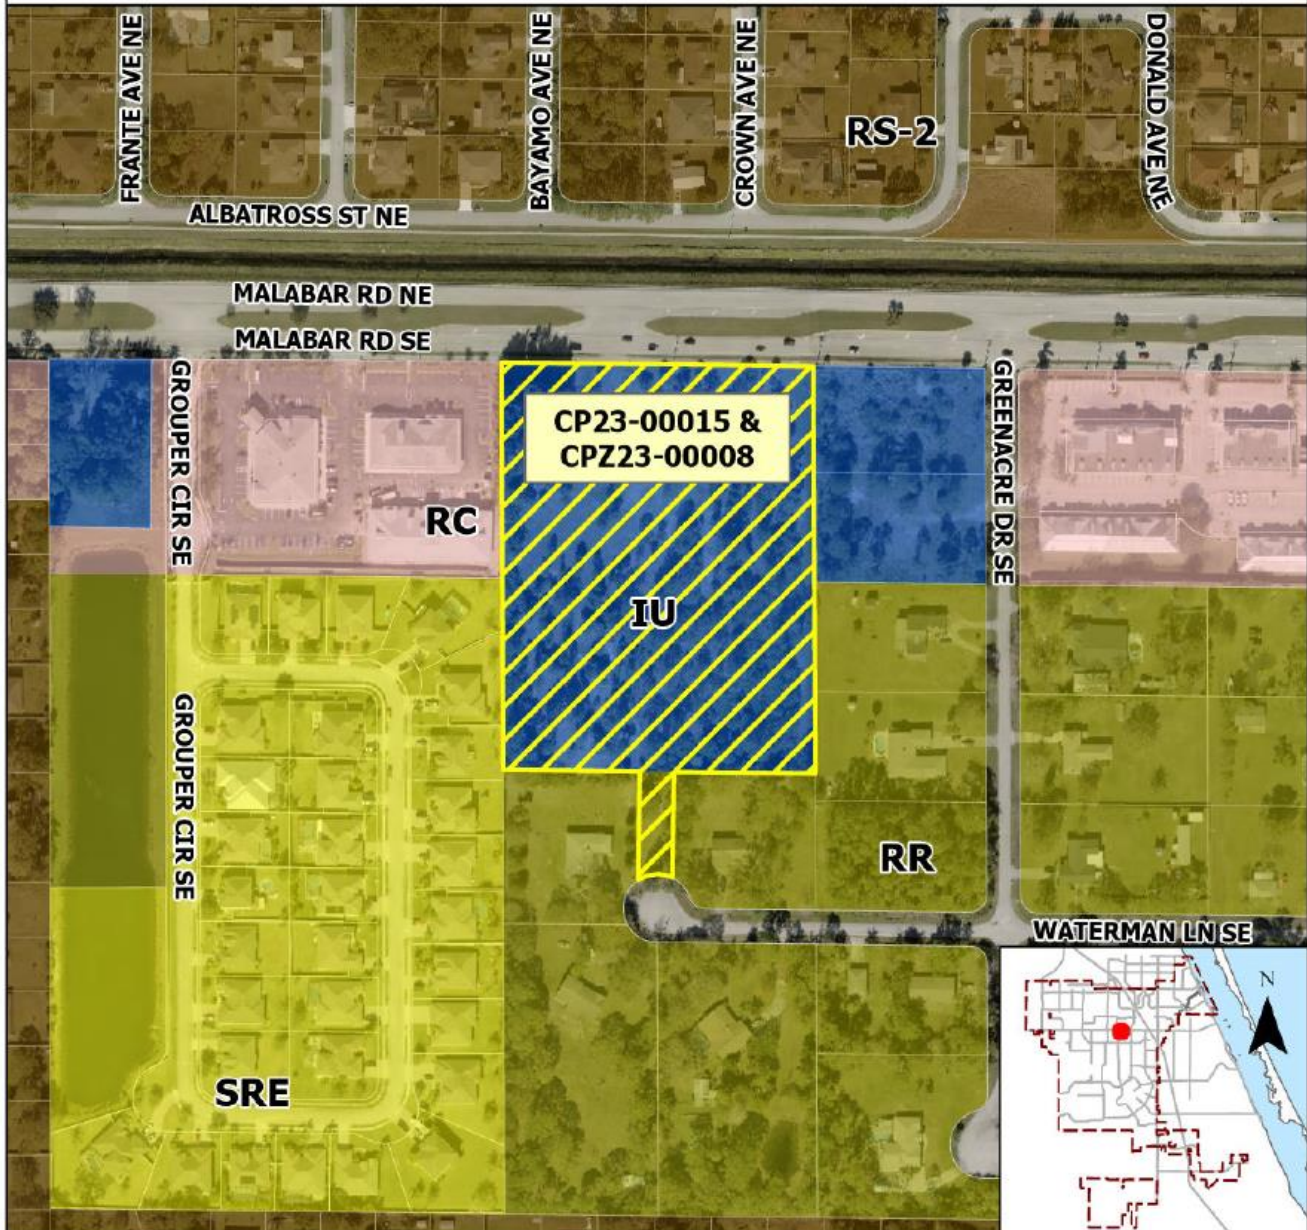 FRANTE AVE NE
BAYAMO AVE NE
CROWN AVE NE
DONALD AVE NE
RS-2
ALBATROSS ST NE
MALABAR RD NE
MALABAR RD SE
GROUPER CIR SE
CP23-00015 &
CPZ23-00008
GREENACRE DR SE
RC
IU
GROUPER CIR SE
RR
WATERMAN LN SE
N
SRE